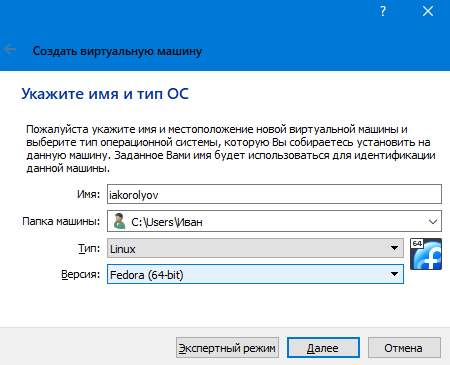 ?
Создать виртуальную машину
Укажите имя и тип ОС
Пожалуйста укажите имя и местоположение новой виртуальной машины и
выберите тип операционной системы, которую Вы собираетесь установить на
данную машину. Заданное Вами имя будет использоваться для идентификации
данной машины.
Имя: iakorolyov
Папка машины: C:\Users\Иван
Тип: Linux
64
Версия: Fedora (64-bit)
Экспертный режим Далее Отмена